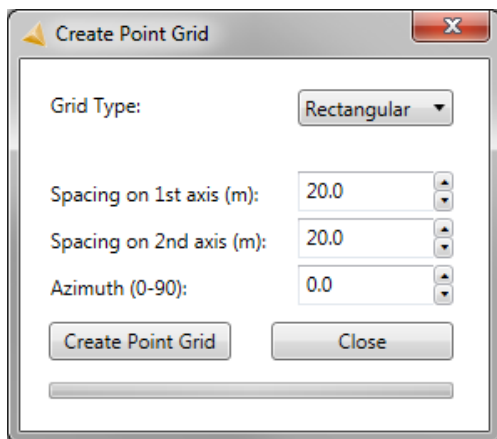 Create Point Grid
Grid Type: Rectangular
Spacing on 1st axis (m): 20.0
Spacing on 2nd axis (m): 20.0
Azimuth (0-90): 0.0
Create Point Grid Close